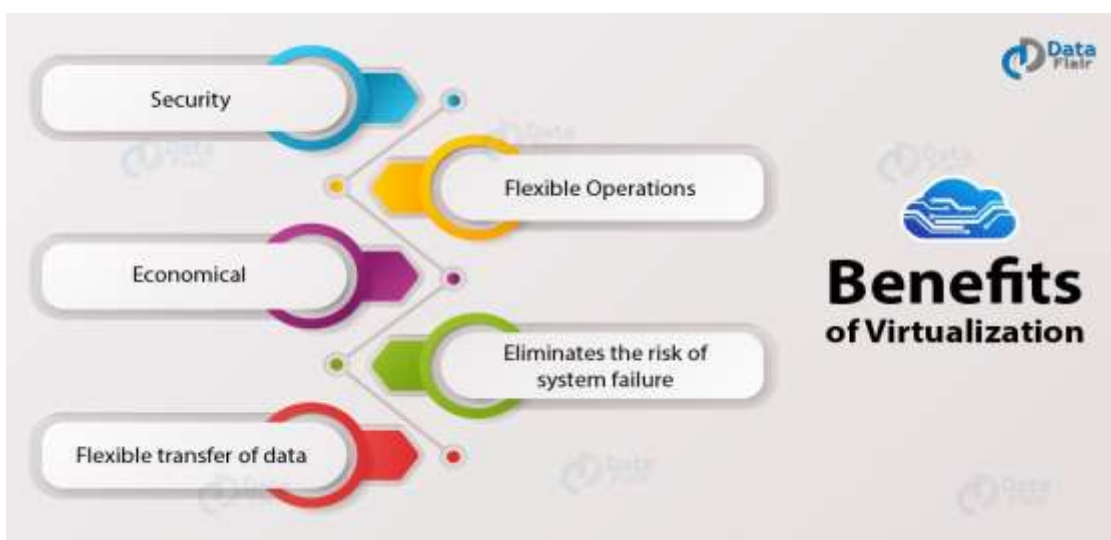 Data
Flair
Security
Flexible Operations
Economical
Eliminates the risk of
system failure
Flexible transfer of data
Benefits
of Virtualization